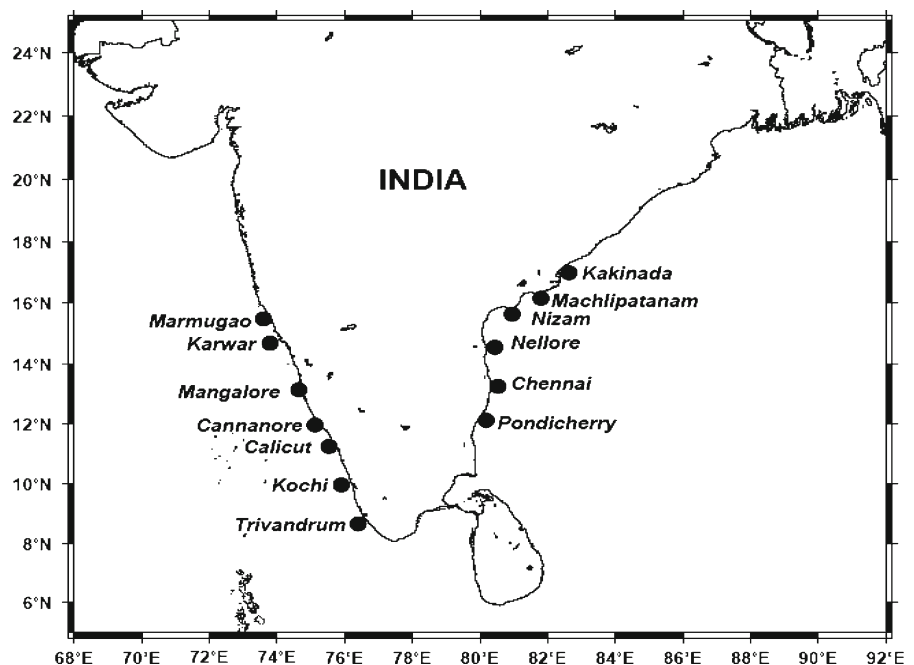 24°N
22°N
20°N
INDIA
18°N
Kakinada
16°N
Machlipatanam
Marmugao
Nizam
Karwar
Nellore
14°N
Mangalore
Chennai
12°N
Cannanore
Pondicherry
Calicut
10°N
Kochi
Trivandrum
8°N
6°N
68°E 70°E 72°E 74°E 76°E 78°E 80°E 82°E 84°E 86°E 88°E 90°E 92°E